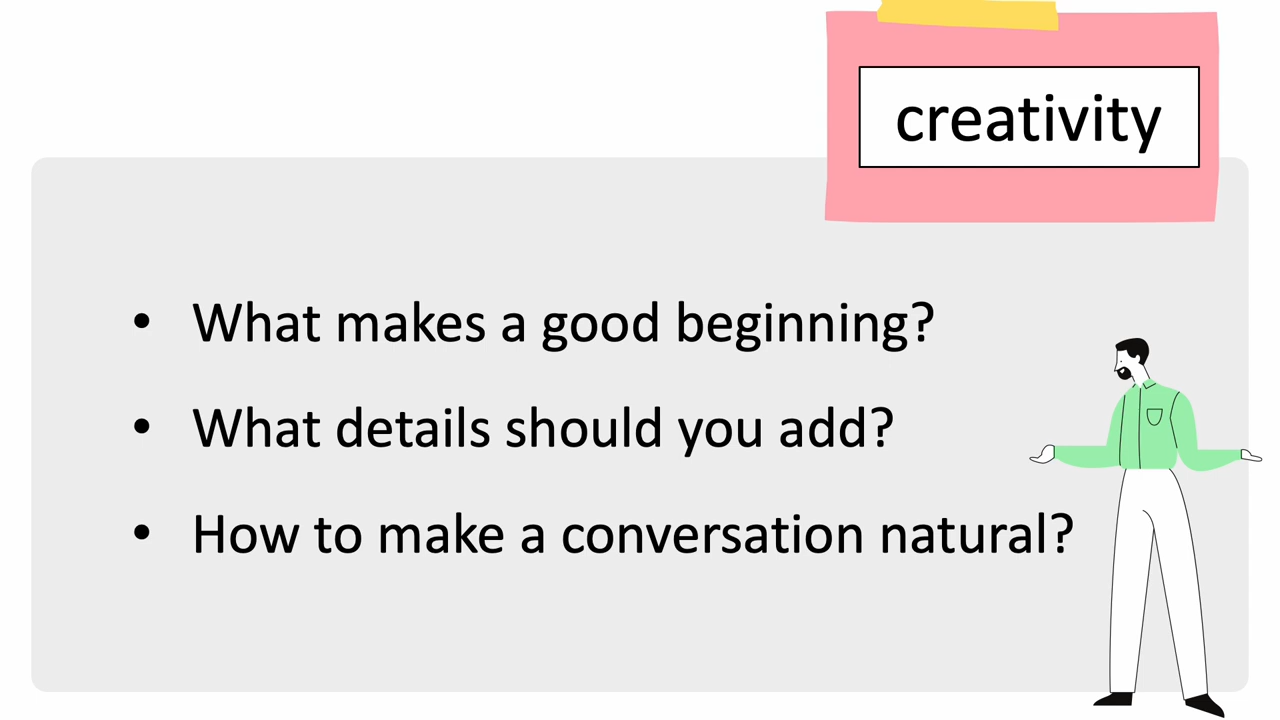 creativity
• What makes a good beginning?
• What details should you add?
• How to make a conversation natural?